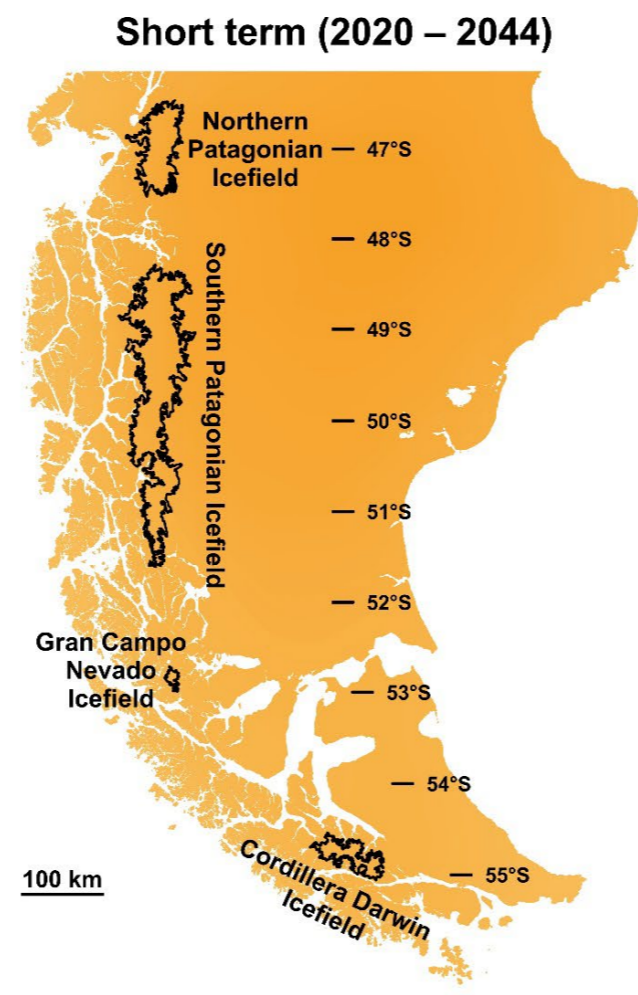 Short term (2020 – 2044)
Northern
Patagonian
Icefield
47°S
48°S
Southern Patagonian Icefield
49°S
50°S
51°S
52°S
Gran Campo
Nevado
Icefield
53°S
54°S
Cordillera Darwin
Icefield
55°S
100 km